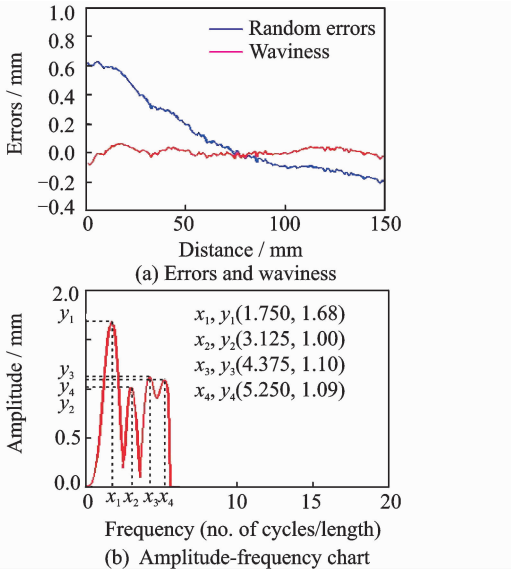 1.0
0.8
0.6
0.4
0.2
0.0
−0.2
−0.4
Errors / mm
Random errors
Waviness
0 50 100 150
Distance / mm
(a) Errors and waviness
2.0
y₁
y₃
y₄
y₂
0.5
0.0
Amplitude / mm
x₁, y₁(1.750, 1.68)
x₂, y₂(3.125, 1.00)
x₃, y₃(4.375, 1.10)
x₄, y₄(5.250, 1.09)
0 x₁ x₂ x₃ x₄ 10 15 20
Frequency (no. of cycles/length)
(b) Amplitude-frequency chart